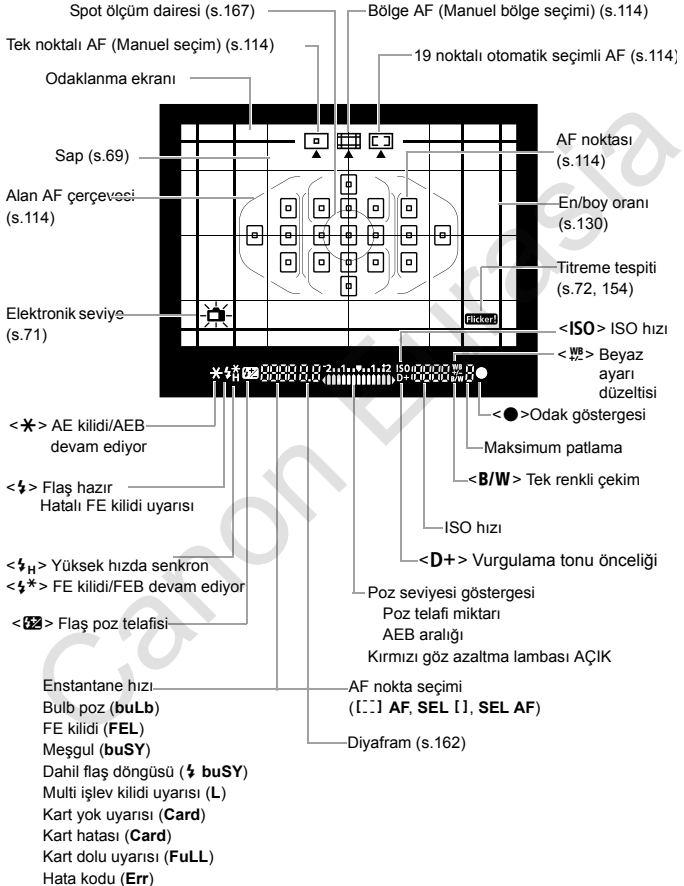 Spot ölçüm dairesi (s.167)
Bölge AF (Manuel bölge seçimi) (s.114)
Tek noktalı AF (Manuel seçim) (s.114)
19 noktalı otomatik seçimli AF (s.114)
Odaklanma ekranı
Sap (s.69)
AF noktası
(s.114)
Alan AF çerçevesi
(s.114)
En/boy oranı
(s.130)
Titreme tespiti
(s.72, 154)
Flicker!
Elektronik seviye
(s.71)
<ISO> ISO hızı
<WB +/-> Beyaz
ayarı
düzeltisi
<●>Odak göstergesi
<✱> AE kilidi/AEB
devam ediyor
Maksimum patlama
<B/W> Tek renkli çekim
<⚡> Flaş hazır
Hatalı FE kilidi uyarısı
ISO hızı
<D+> Vurgulama tonu önceliği
<⚡H> Yüksek hızda senkron
<⚡*> FE kilidi/FEB devam ediyor
Poz seviyesi göstergesi
Poz telafi miktarı
AEB aralığı
Kırmızı göz azaltma lambası AÇIK
Flaş poz telafisi
Enstantane hızı
Bulb poz (buLb)
FE kilidi (FEL)
Meşgul (buSY)
Dahil flaş döngüsü (⚡ buSY)
Multi işlev kilidi uyarısı (L)
Kart yok uyarısı (Card)
Kart hatası (Card)
Kart dolu uyarısı (FuLL)
Hata kodu (Err)
AF nokta seçimi
([ ] AF, SEL [ ], SEL AF)
Diyafram (s.162)
Canon Eurasia